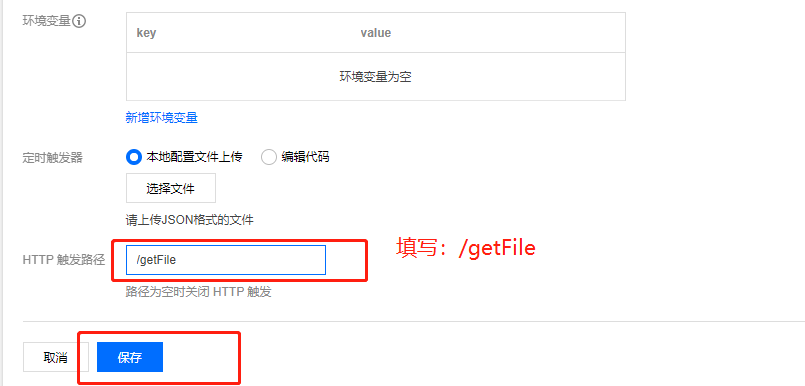 环境变量
key value
环境变量为空
新增环境变量
定时触发器 本地配置文件上传 编辑代码
选择文件
请上传JSON格式的文件
HTTP 触发路径 /getFile 填写：/getFile
路径为空时关闭 HTTP 触发
取消 保存